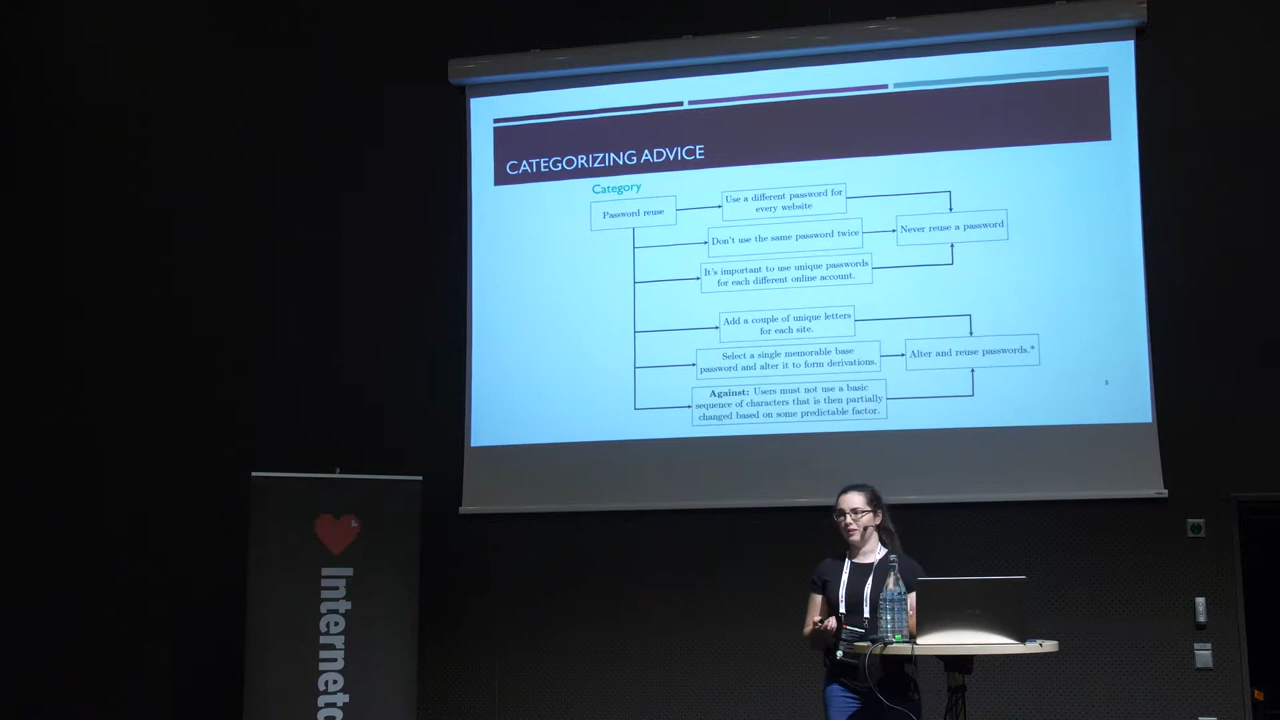 CATEGORIZING ADVICE
Category
Password reuse
Use a different password for
every website
Don't use the same password twice
Never reuse a password
It's important to use unique passwords
for each different online account.
Add a couple of unique letters
for each site.
Select a single memorable base
password and alter it to form derivations.
Alter and reuse passwords.*
Against: Users must not use a basic
sequence of characters that is then partially
changed based on some predictable factor.
5
Internetd